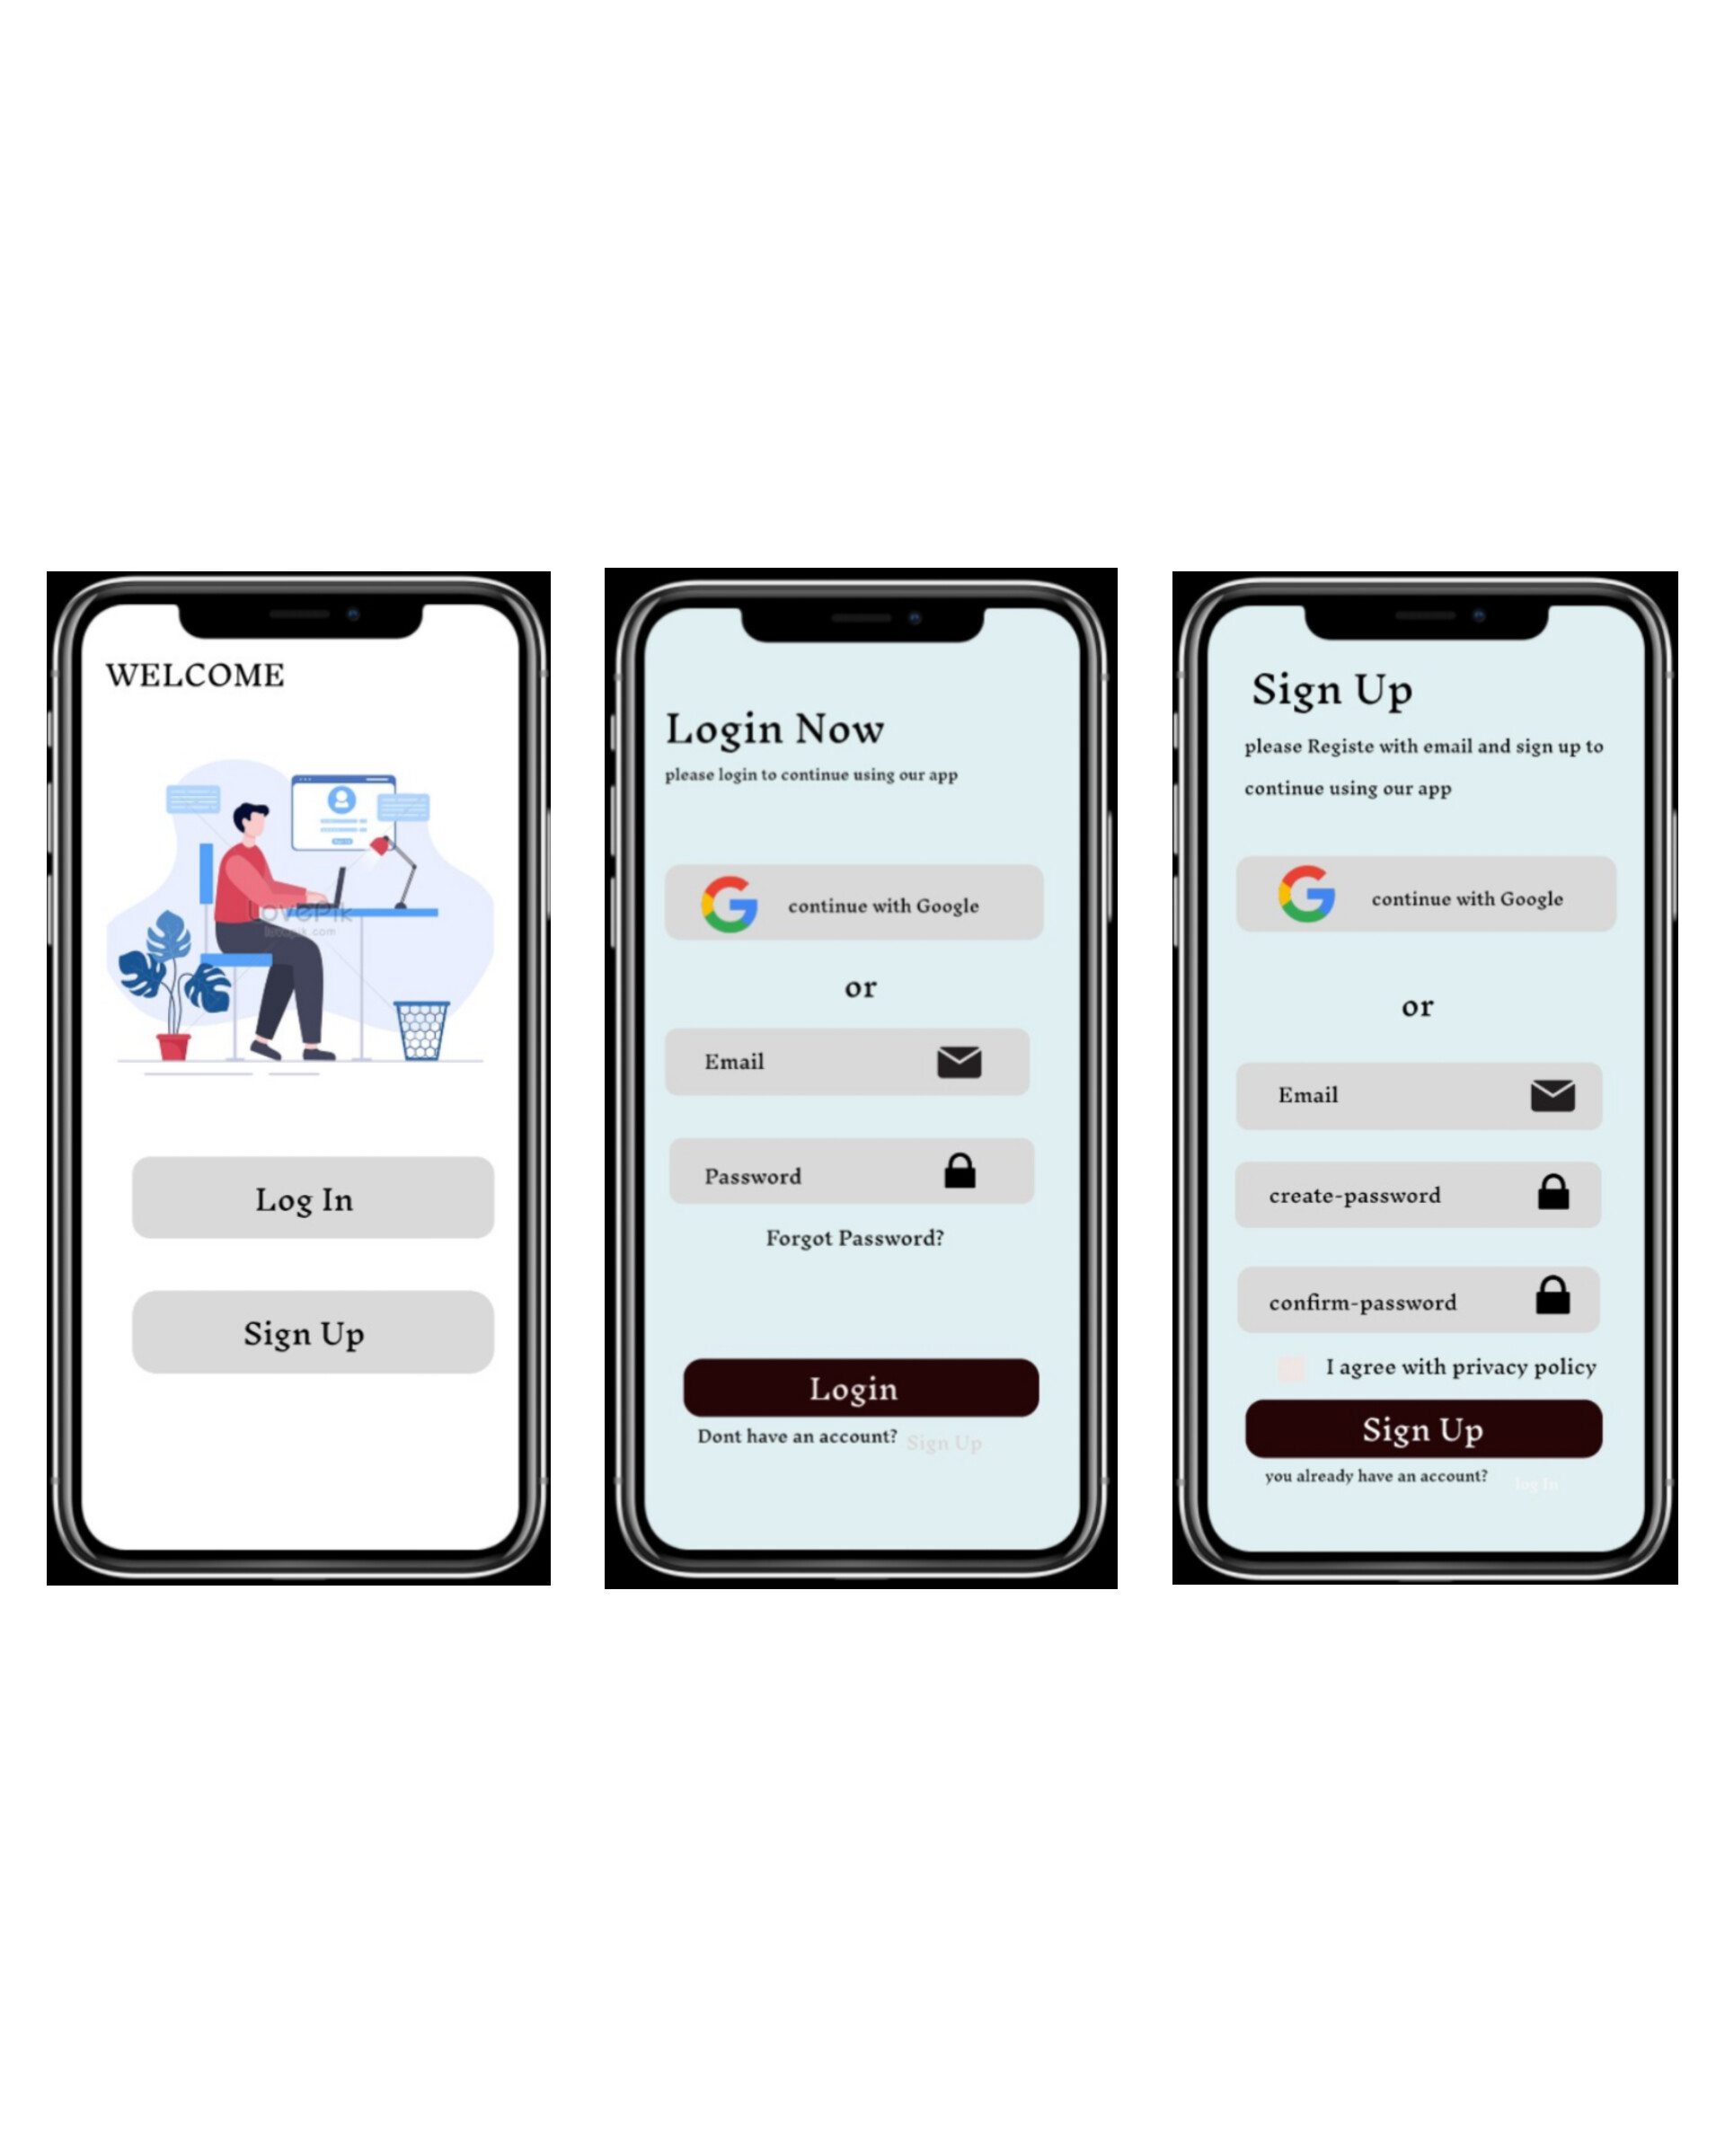 WELCOME
LovePik
lovepik.com
Log In
Sign Up
Login Now
please login to continue using our app
continue with Google
or
Email
Password
Forgot Password?
Login
Dont have an account? Sign Up
Sign Up
please Registe with email and sign up to
continue using our app
continue with Google
or
Email
create-password
confirm-password
I agree with privacy policy
Sign Up
you already have an account? log In